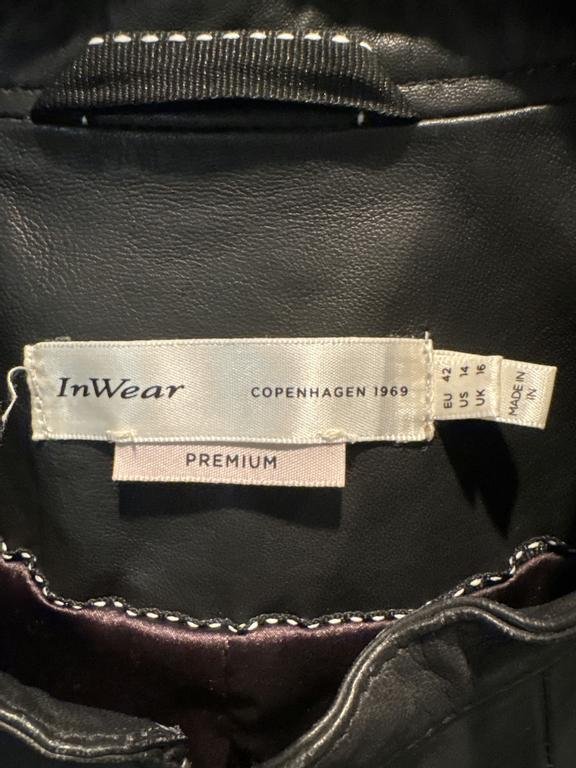 InWear
COPENHAGEN 1969
PREMIUM
EU 42
US 14
UK 16
MADE IN
IN